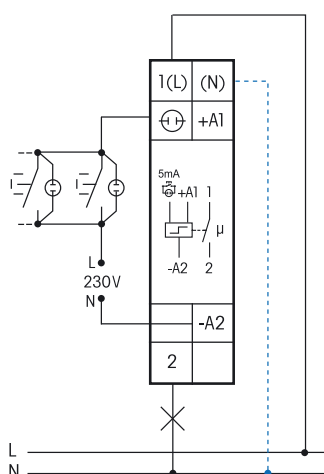 1(L) (N)
+A1
5mA
+A1 1
µ
-A2 2
L
230V
N
-A2
2
L
N